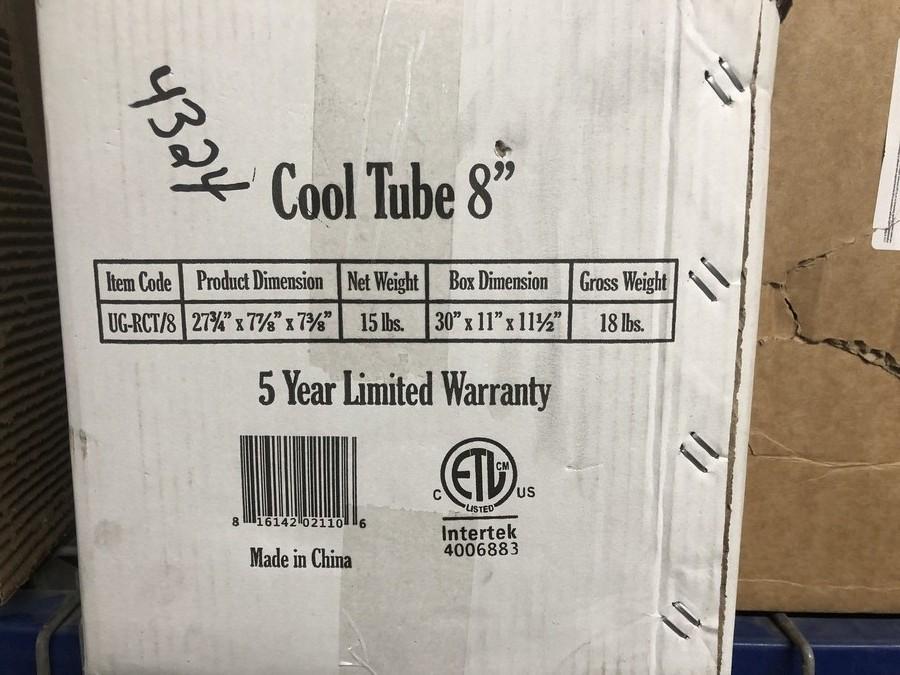 4324
Cool Tube 8”
Item Code Product Dimension Net Weight Box Dimension Gross Weight
UG-RCT/8 27¾” x 7⅞” x 7⅜” 15 lbs. 30” x 11” x 11½” 18 lbs.
5 Year Limited Warranty
8 16142 02110 6
Made in China
ETL CM
C US
LISTED
Intertek
4006883